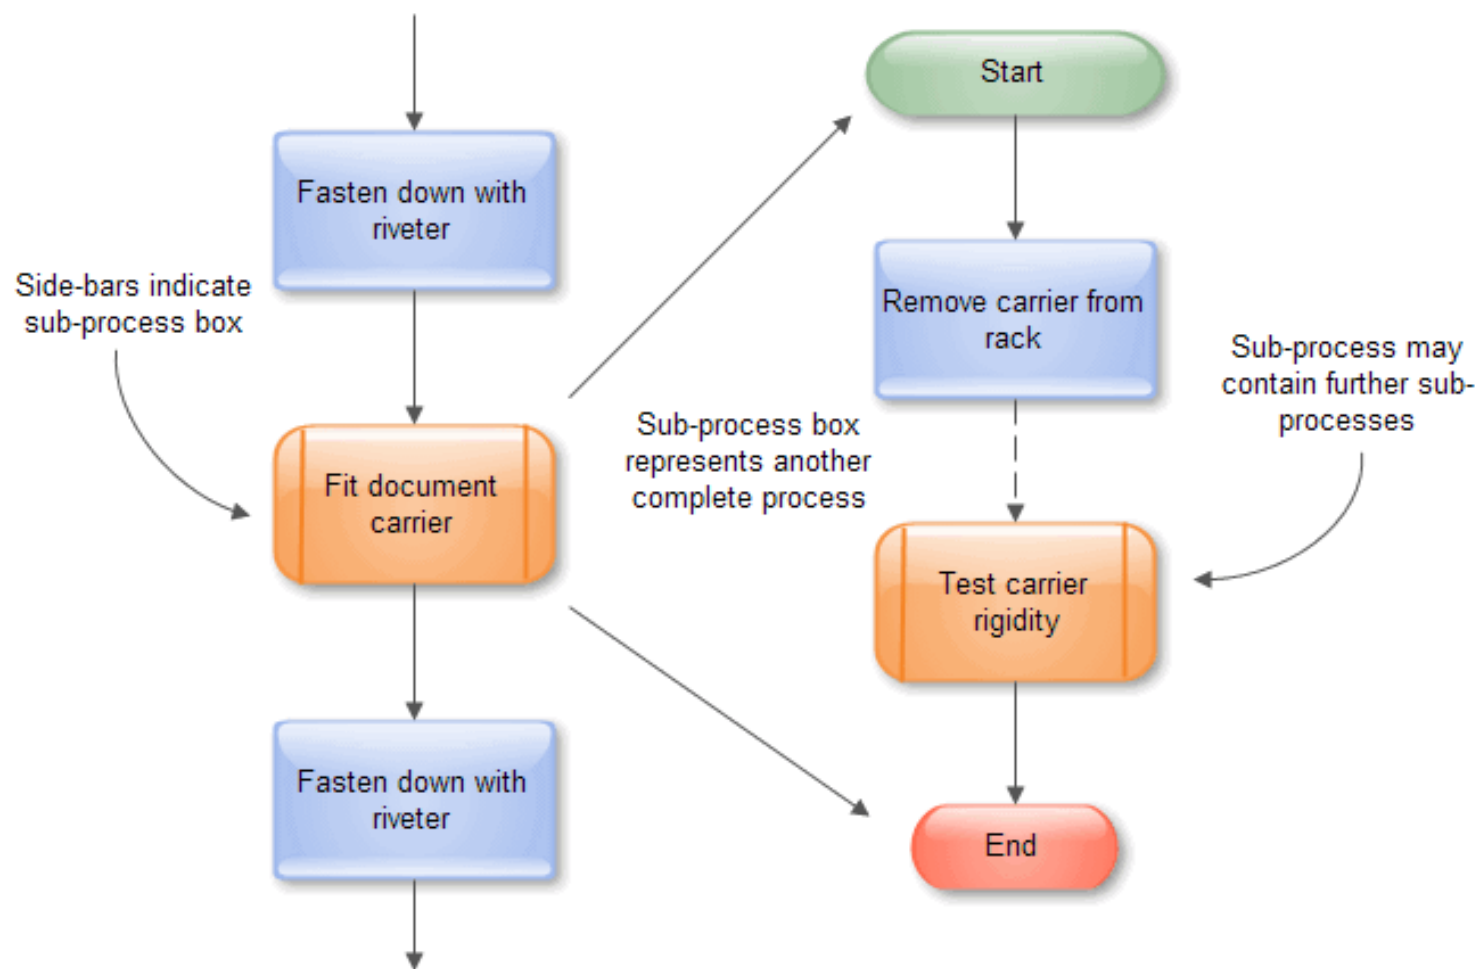 Start
Fasten down with
riveter
Side-bars indicate
sub-process box
Remove carrier from
rack
Sub-process may
contain further sub-
processes
Sub-process box
represents another
complete process
Fit document
carrier
Test carrier
rigidity
Fasten down with
riveter
End